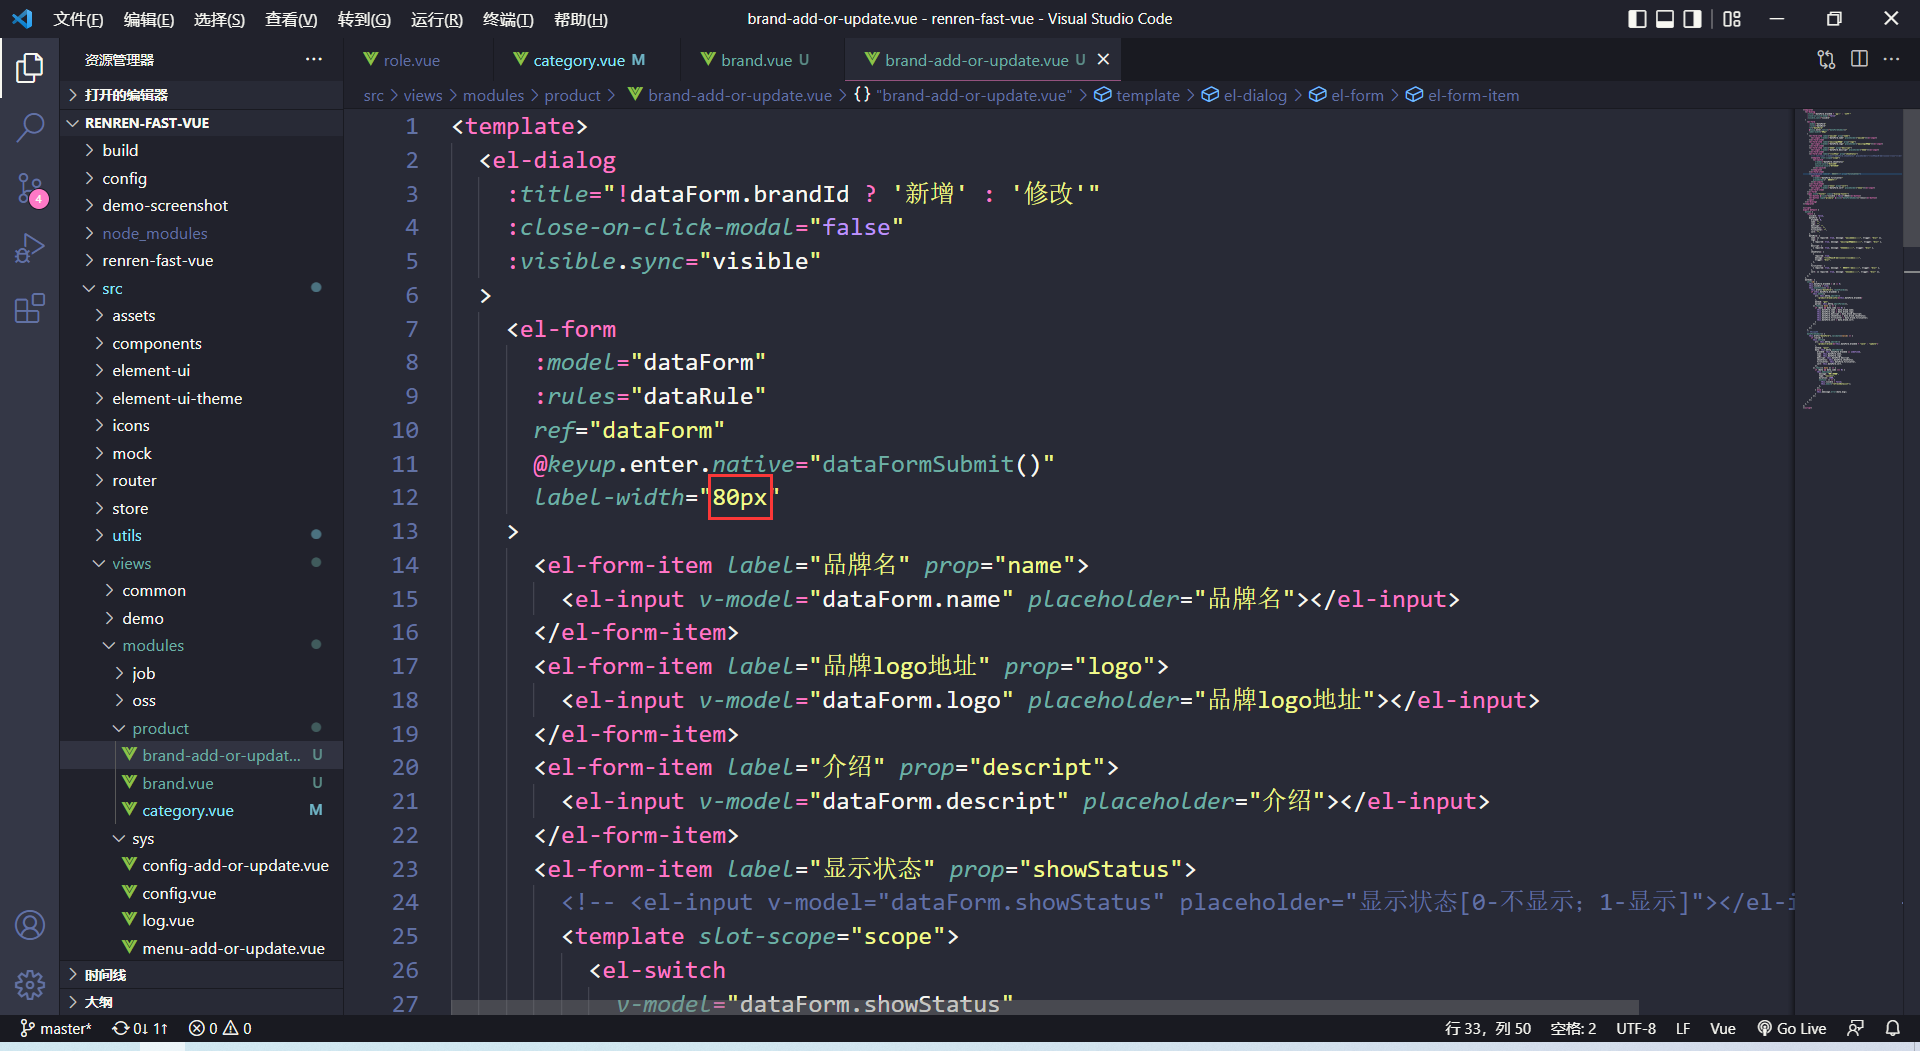 文件(F) 编辑(E) 选择(S) 查看(V) 转到(G) 运行(R) 终端(T) 帮助(H)
brand-add-or-update.vue - renren-fast-vue - Visual Studio Code
资源管理器
打开的编辑器
RENREN-FAST-VUE
build
config
demo-screenshot
node_modules
renren-fast-vue
src
assets
components
element-ui
element-ui-theme
icons
mock
router
store
utils
views
common
demo
modules
job
oss
product
brand-add-or-updat... U
brand.vue U
category.vue M
sys
config-add-or-update.vue
config.vue
log.vue
menu-add-or-update.vue
时间线
大纲
4
role.vue category.vue M brand.vue U brand-add-or-update.vue U
src > views > modules > product > brand-add-or-update.vue > {} "brand-add-or-update.vue" > template > el-dialog > el-form > el-form-item
1 <template>
2 <el-dialog
3 :title="!dataForm.brandId ? '新增' : '修改'"
4 :close-on-click-modal="false"
5 :visible.sync="visible"
6 >
7 <el-form
8 :model="dataForm"
9 :rules="dataRule"
10 ref="dataForm"
11 @keyup.enter.native="dataFormSubmit()"
12 label-width="80px"
13 >
14 <el-form-item label="品牌名" prop="name">
15 <el-input v-model="dataForm.name" placeholder="品牌名"></el-input>
16 </el-form-item>
17 <el-form-item label="品牌logo地址" prop="logo">
18 <el-input v-model="dataForm.logo" placeholder="品牌logo地址"></el-input>
19 </el-form-item>
20 <el-form-item label="介绍" prop="descript">
21 <el-input v-model="dataForm.descript" placeholder="介绍"></el-input>
22 </el-form-item>
23 <el-form-item label="显示状态" prop="showStatus">
24 <!-- <el-input v-model="dataForm.showStatus" placeholder="显示状态[0-不显示；1-显示]"></el-i
25 <template slot-scope="scope">
26 <el-switch
27 v-model="dataForm.showStatus"
master* 0↓ 1↑ 0 0 行 33，列 50 空格: 2 UTF-8 LF Vue Go Live